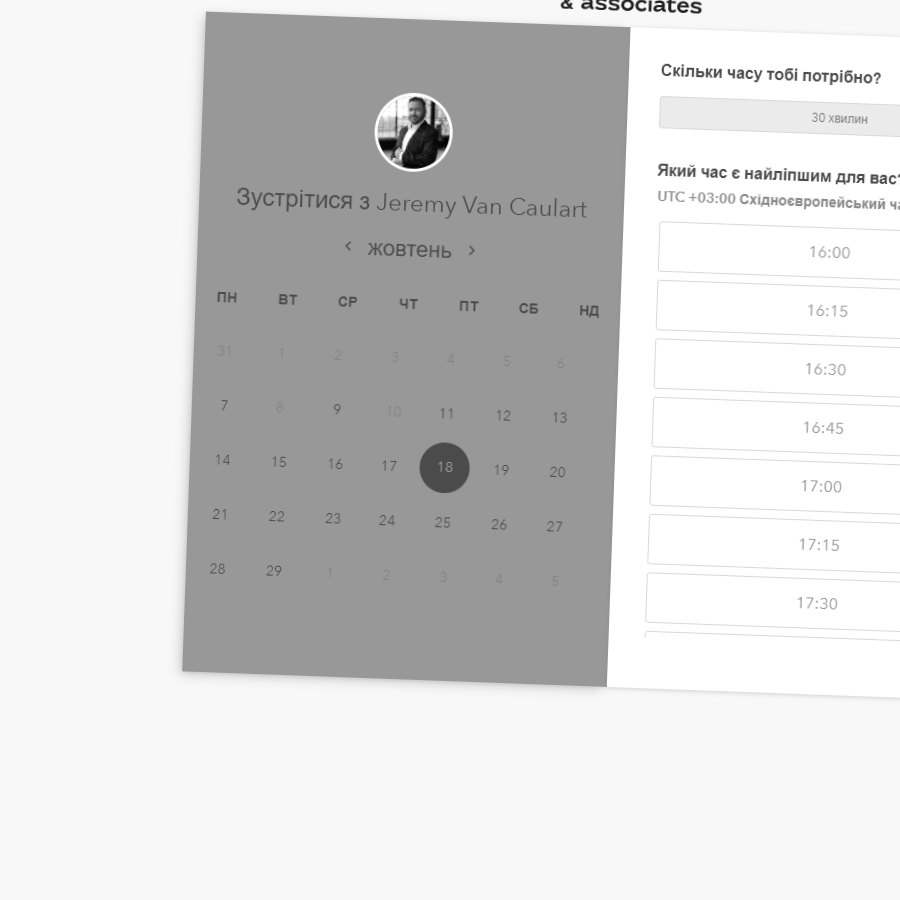 & associates
Зустрітися з Jeremy Van Caulart
жовтень
ПН ВТ СР ЧТ ПТ СБ НД
31 1 2 3 4 5 6
7 8 9 10 11 12 13
14 15 16 17 18 19 20
21 22 23 24 25 26 27
28 29 1 2 3 4 5
Скільки часу тобі потрібно?
30 хвилин
Який час є найліпшим для вас?
UTC +03:00 Східноєвропейський
16:00
16:15
16:30
16:45
17:00
17:15
17:30